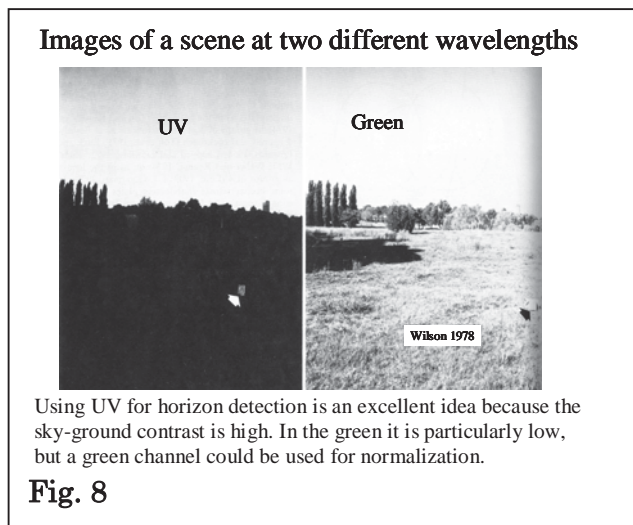 Images of a scene at two different wavelengths
UV
Green
Wilson 1978
Using UV for horizon detection is an excellent idea because the
sky-ground contrast is high. In the green it is particularly low,
but a green channel could be used for normalization.
Fig. 8